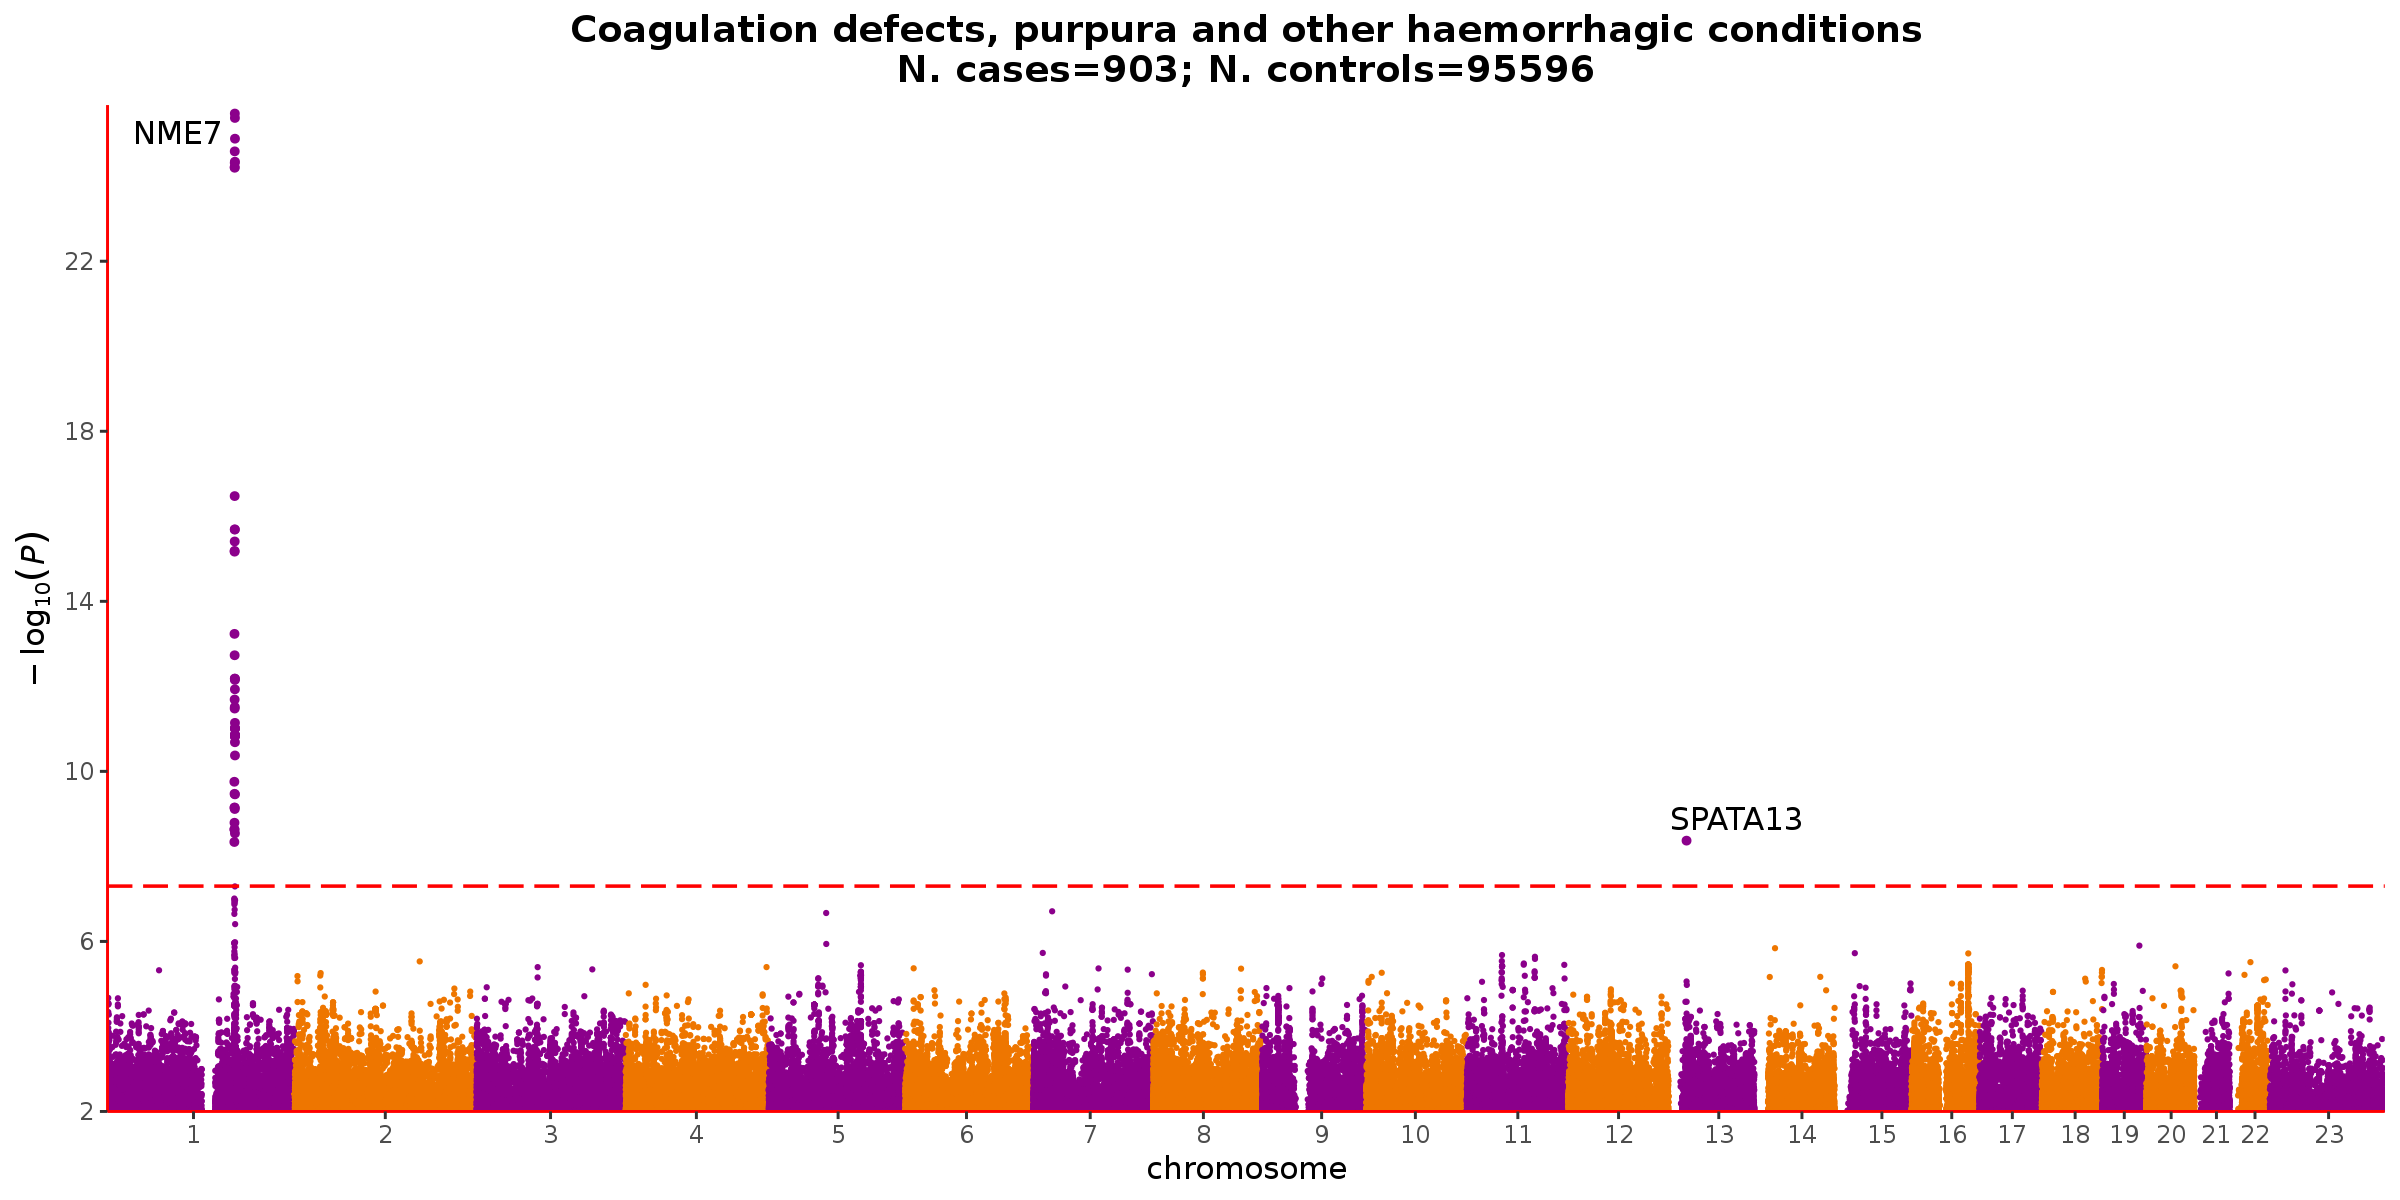 Coagulation defects, purpura and other haemorrhagic conditions
N. cases=903; N. controls=95596
NME7
22
18
14
10
6
2
−log₁₀(P)
SPATA13
1 2 3 4 5 6 7 8 9 10 11 12 13 14 15 16 17 18 19 20 21 22 23
chromosome